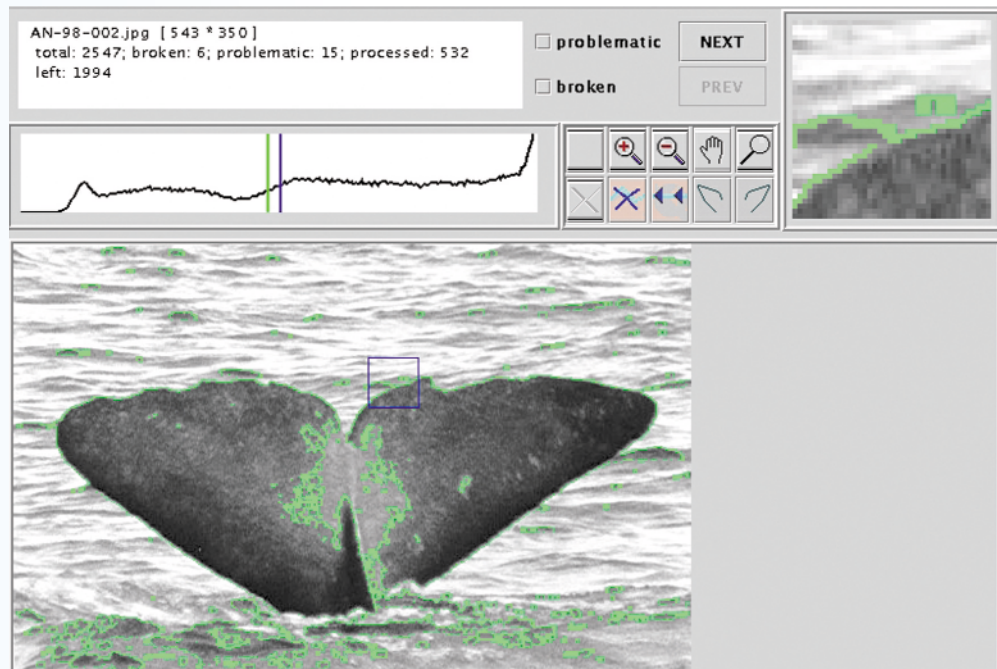 AN-98-002.jpg [ 543 * 350 ]
total: 2547; broken: 6; problematic: 15; processed: 532
left: 1994
problematic
NEXT
broken
PREV